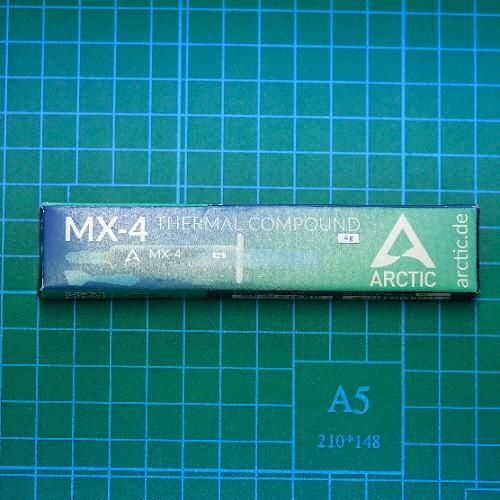 MX-4 THERMAL COMPOUND
4g
MX-4
ARCTIC
arctic.de
A5
210*148